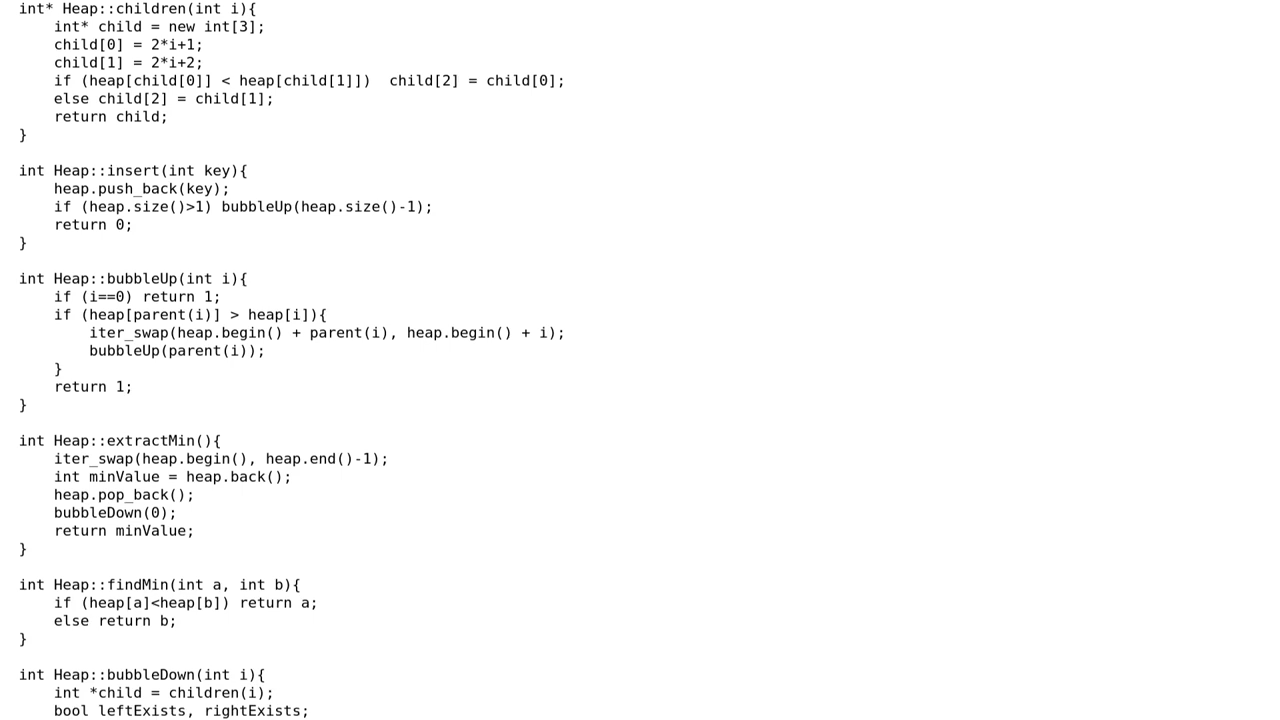 int* Heap::children(int i){
    int* child = new int[3];
    child[0] = 2*i+1;
    child[1] = 2*i+2;
    if (heap[child[0]] < heap[child[1]])  child[2] = child[0];
    else child[2] = child[1];
    return child;
}

int Heap::insert(int key){
    heap.push_back(key);
    if (heap.size()>1) bubbleUp(heap.size()-1);
    return 0;
}

int Heap::bubbleUp(int i){
    if (i==0) return 1;
    if (heap[parent(i)] > heap[i]){
        iter_swap(heap.begin() + parent(i), heap.begin() + i);
        bubbleUp(parent(i));
    }
    return 1;
}

int Heap::extractMin(){
    iter_swap(heap.begin(), heap.end()-1);
    int minValue = heap.back();
    heap.pop_back();
    bubbleDown(0);
    return minValue;
}

int Heap::findMin(int a, int b){
    if (heap[a]<heap[b]) return a;
    else return b;
}

int Heap::bubbleDown(int i){
    int *child = children(i);
    bool leftExists, rightExists;